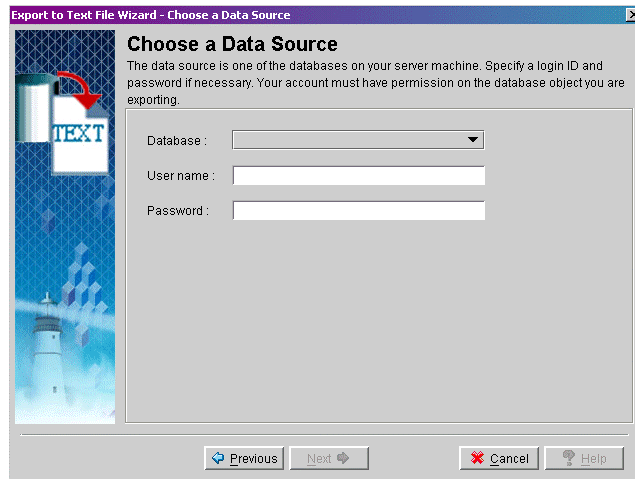 Export to Text File Wizard - Choose a Data Source
Choose a Data Source
The data source is one of the databases on your server machine. Specify a login ID and
password if necessary. Your account must have permission on the database object you are
exporting.
TEXT
Database :
User name :
Password :
Previous Next Cancel Help